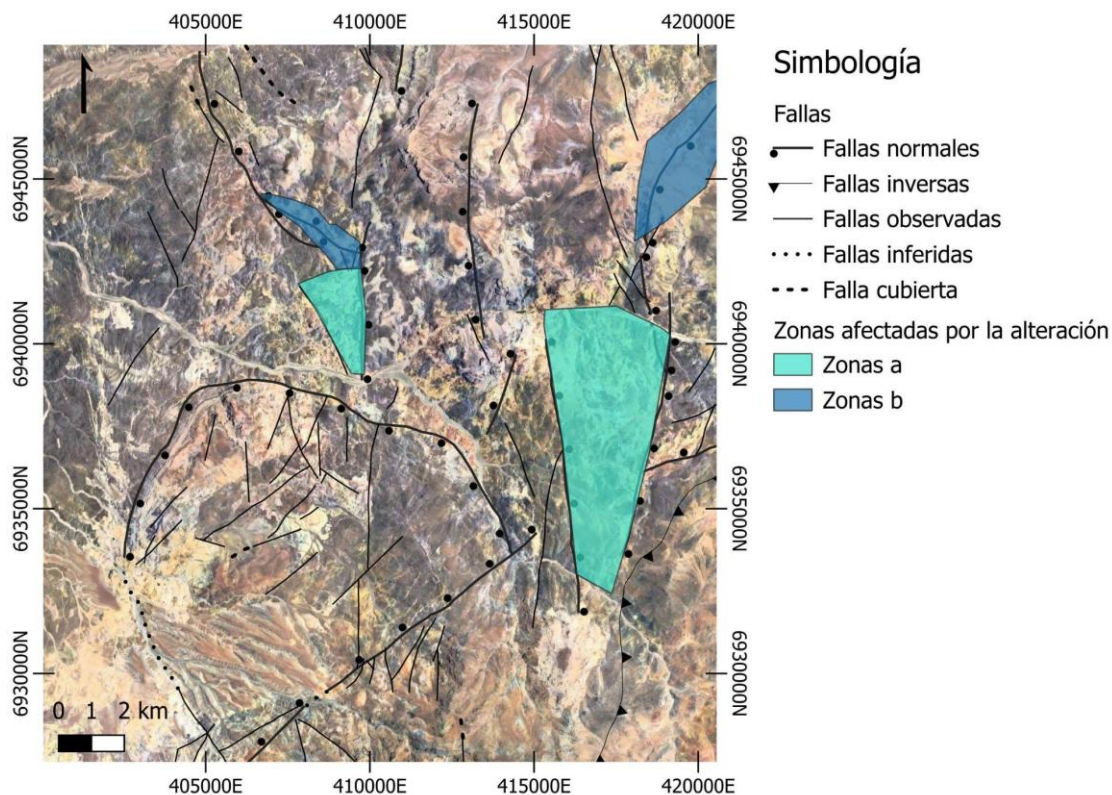 405000E 410000E 415000E 420000E
Simbología
Fallas
Fallas normales
Fallas inversas
Fallas observadas
Fallas inferidas
Falla cubierta
Zonas afectadas por la alteración
Zonas a
Zonas b
6945000N
6940000N
6935000N
6930000N
6945000N
6940000N
6935000N
6930000N
0 1 2 km
405000E 410000E 415000E 420000E